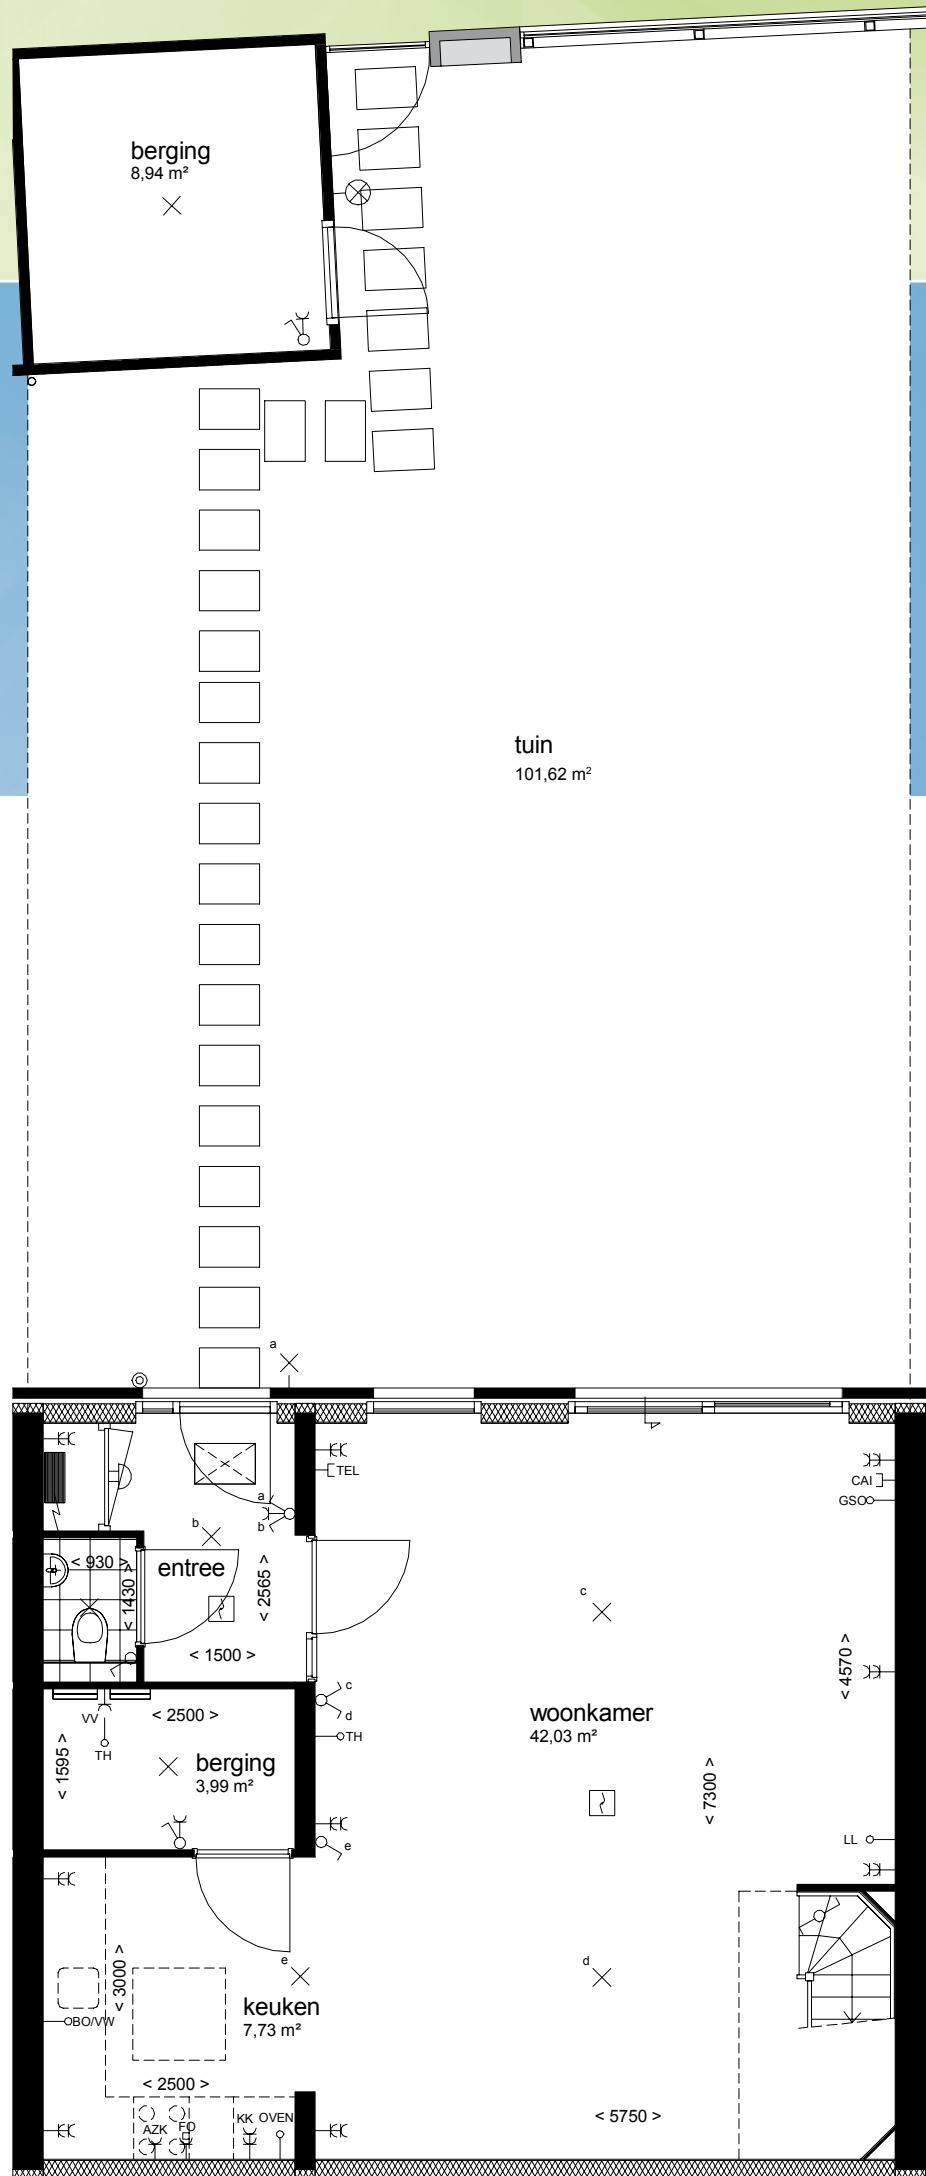 berging
8,94 m²
tuin
101,62 m²
a
TEL
CAI
GSO
a
b
b
< 930 >
< 1430 >
entree
< 2565 >
< 1500 >
c
< 4570 >
c
d
VV
< 2500 >
TH
TH
woonkamer
42,03 m²
< 1595 >
berging
3,99 m²
< 7300 >
LL
e
e
d
< 3000 >
keuken
7,73 m²
BO/VW
< 2500 >
AZK
FO
KK
OVEN
< 5750 >